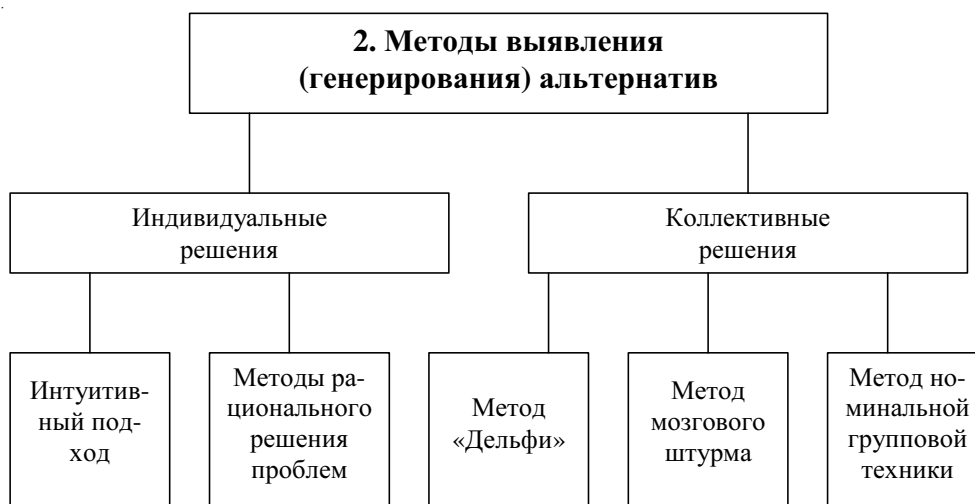 2. Методы выявления
(генерирования) альтернатив
Индивидуальные
решения
Коллективные
решения
Интуитив-
ный под-
ход
Методы ра-
ционального
решения
проблем
Метод
«Дельфи»
Метод
мозгового
штурма
Метод но-
минальной
групповой
техники